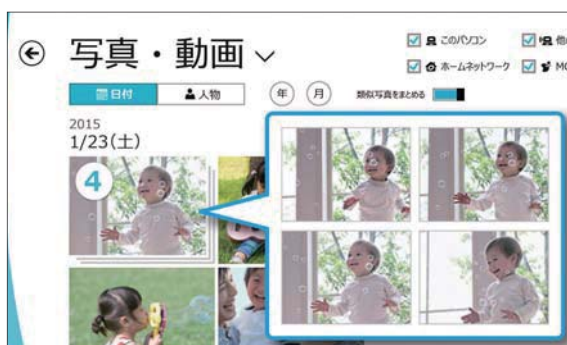 写真・動画
このパソコン
他
ホームネットワーク
MC
日付
人物
年
月
類似写真をまとめる
2015
1/23(土)
4